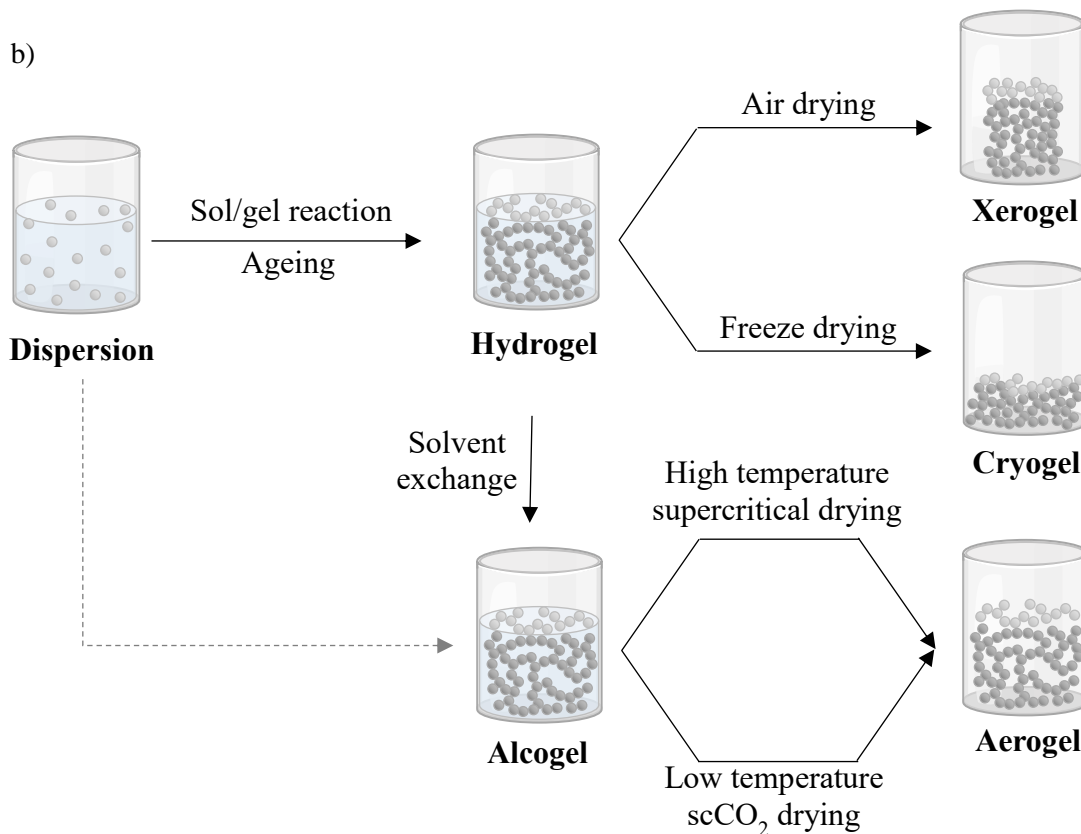 b)
Air drying
Sol/gel reaction
Ageing
Xerogel
Dispersion
Hydrogel
Freeze drying
Solvent
exchange
Cryogel
High temperature
supercritical drying
Alcogel
Low temperature
scCO₂ drying
Aerogel